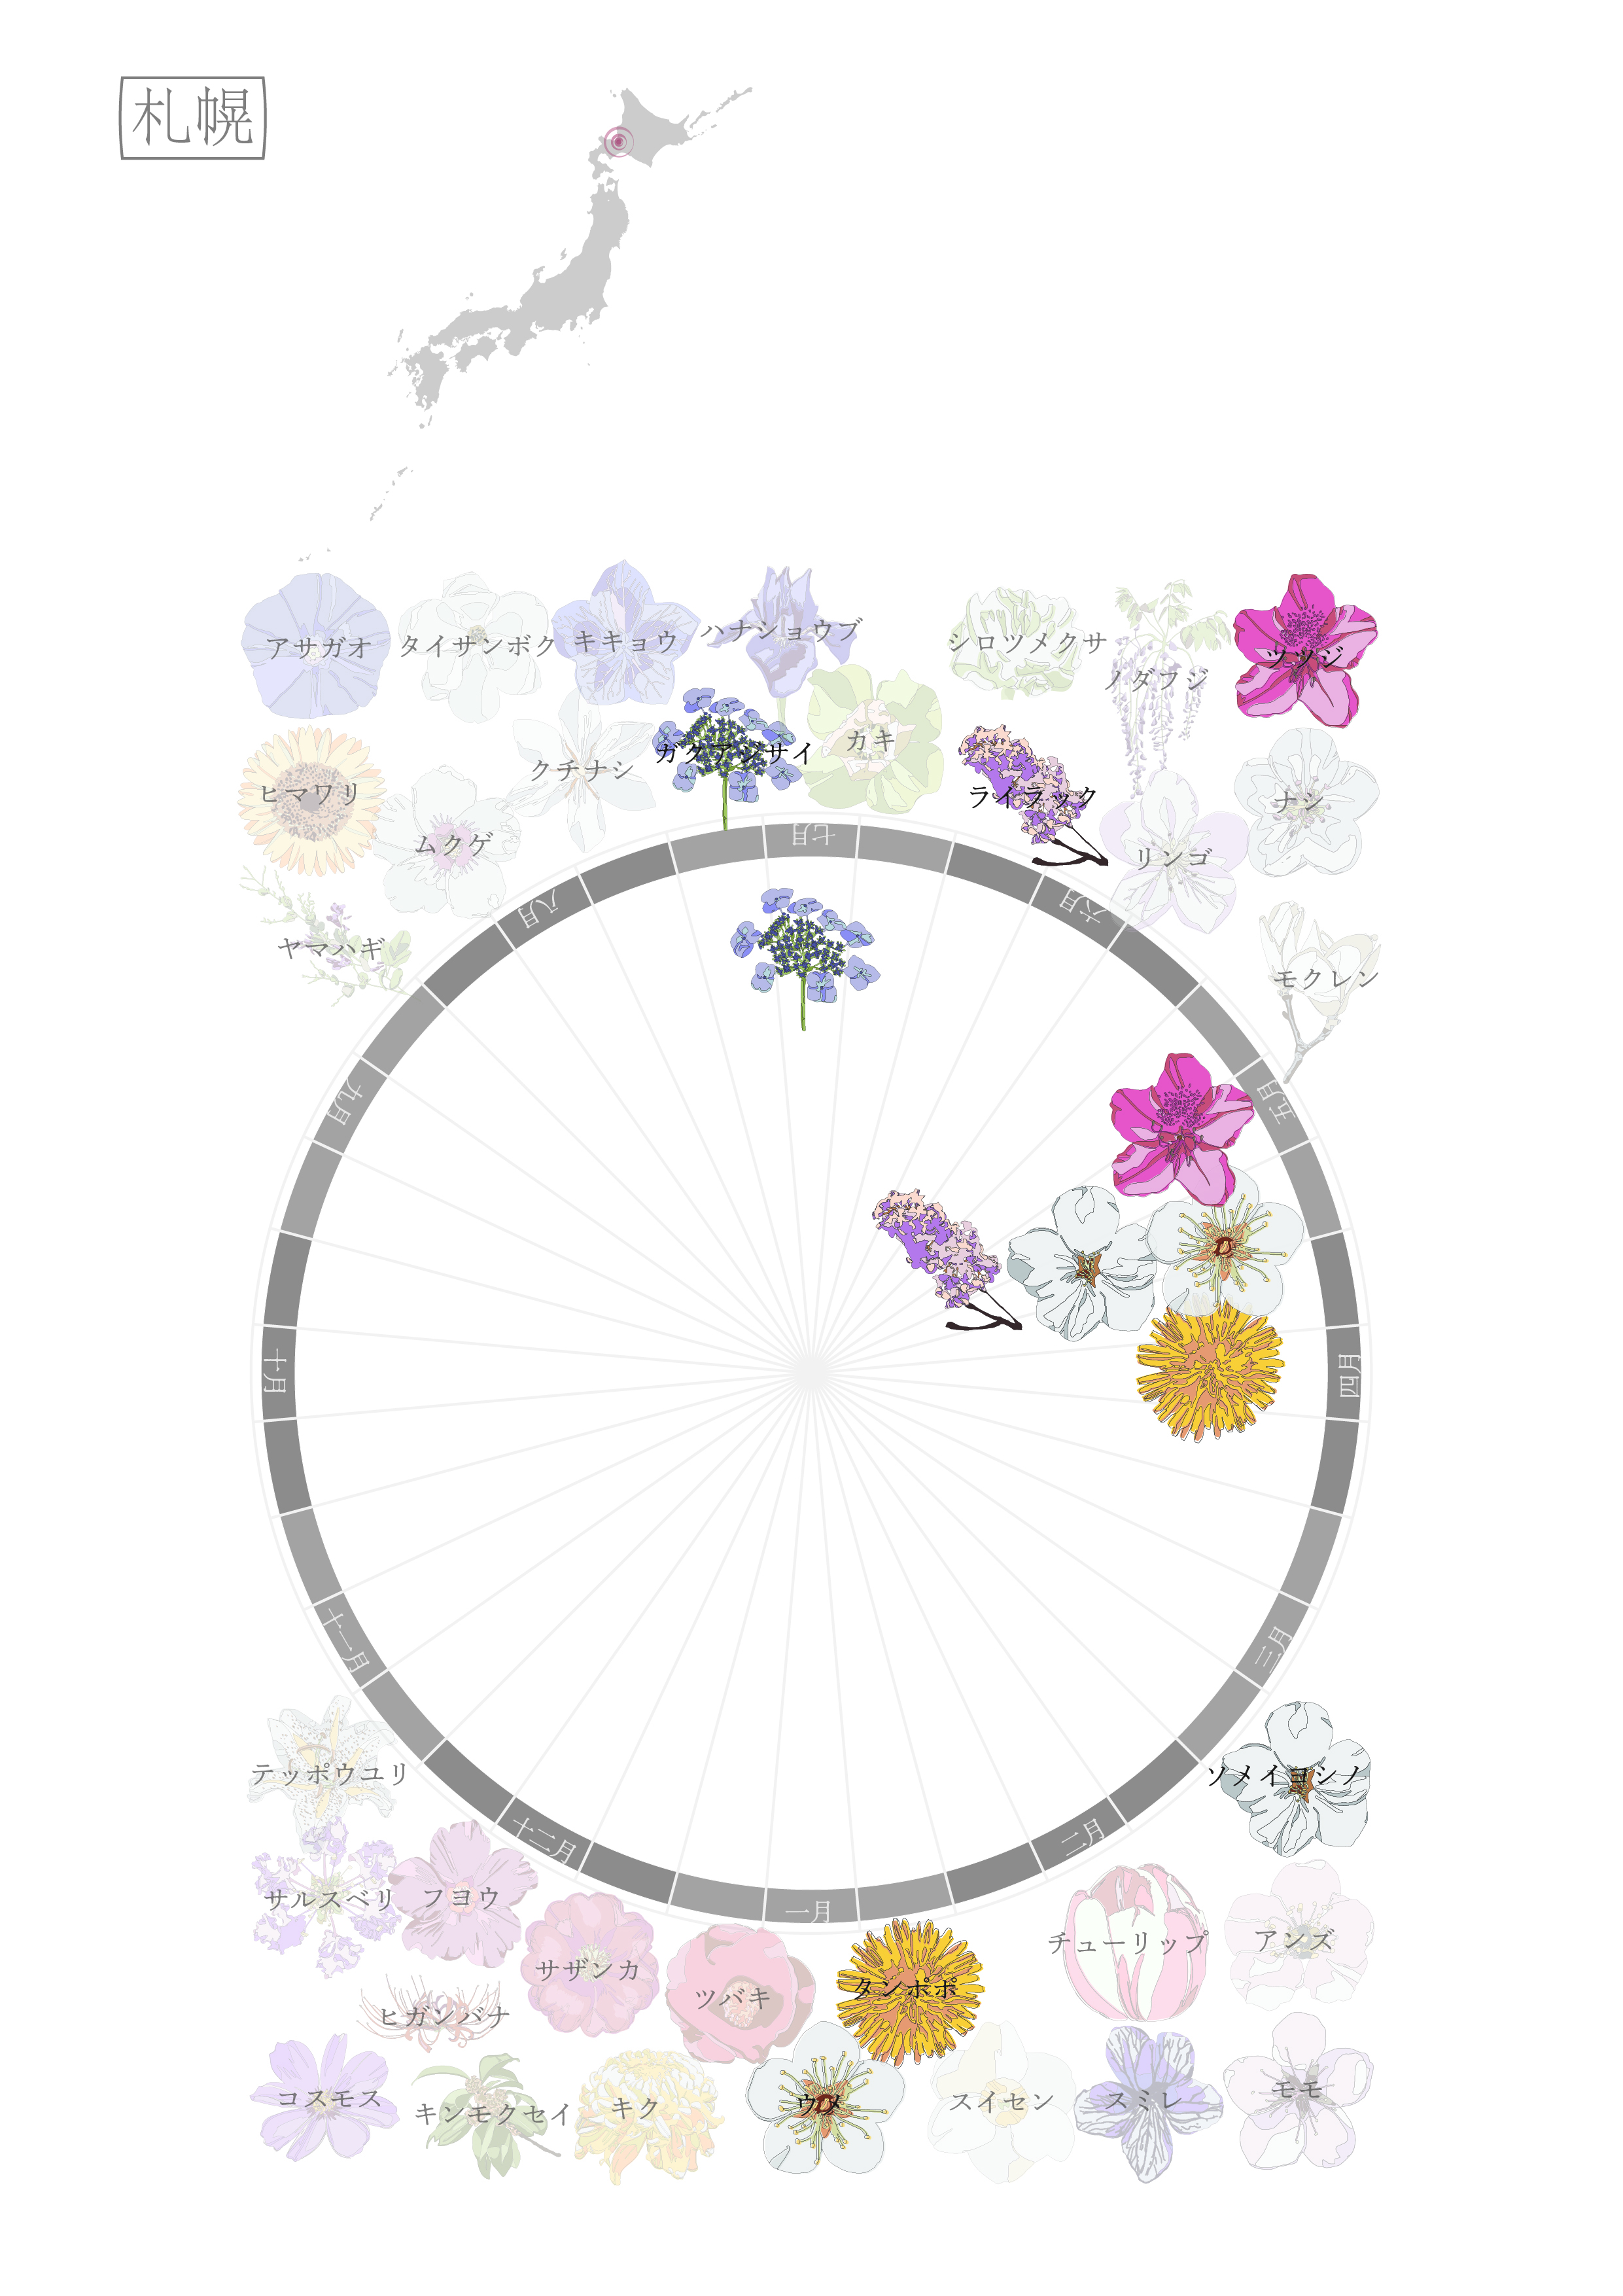 札幌
アサガオ
タイサンボク
キキョウ
ハナショウブ
シロツメクサ
ノダフジ
ツツジ
ヒマワリ
ムクゲ
クチナシ
ガクアジサイ
ガキ
ライラック
リンゴ
ナシ
ヤマハギ
モクレン
七月
八月
六月
九月
五月
十月
四月
十一月
三月
十二月
二月
一月
テッポウユリ
ソメイヨシノ
サルスベリ
フヨウ
サザンカ
ツバキ
タンポポ
チューリップ
アンズ
ヒガンバナ
コスモス
キンモクセイ
キク
ウメ
スイセン
スミレ
モモ